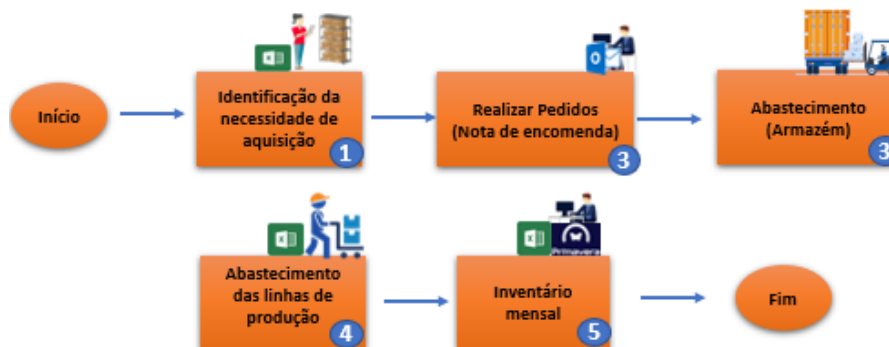 Início
Identificação da
necessidade de
aquisição
1
Realizar Pedidos
(Nota de encomenda)
3
Abastecimento
(Armazém)
3
Abastecimento
das linhas de
produção
4
Primavera
Inventário
mensal
5
Fim